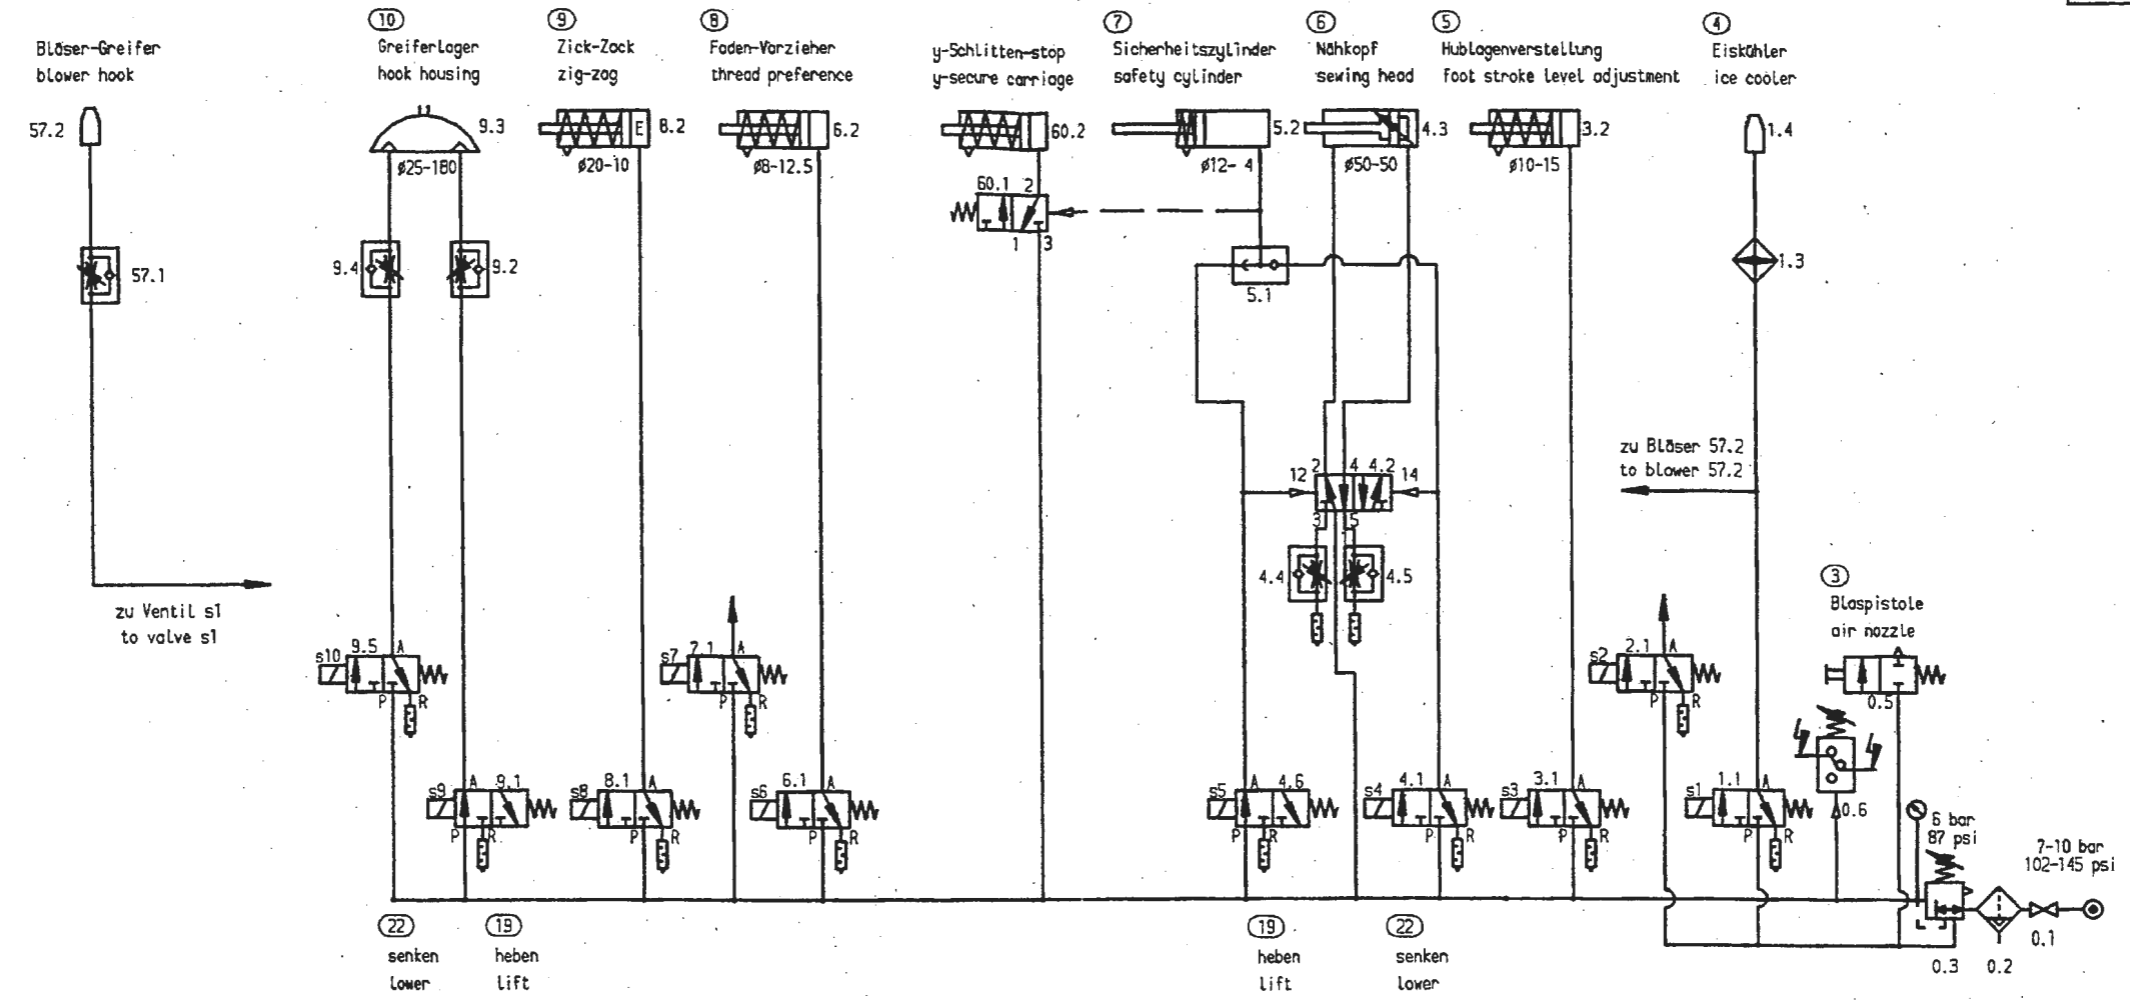 10
Greiferlager
hook housing
9
Zick-Zack
zig-zag
8
Faden-Vorzieher
thread preference
y-Schlitten-stop
y-secure carriage
7
Sicherheitszylinder
safety cylinder
6
Nähkopf
sewing head
5
Hublagenverstellung
foot stroke level adjustment
4
Eiskühler
ice cooler
Bläser-Greifer
blower hook
57.2
9.3
ø25-180
8.2
E
ø20-10
6.2
ø8-12.5
60.2
5.2
ø12-4
4.3
ø50-50
3.2
ø10-15
1.4
60.1 2
1 3
57.1
9.4
9.2
5.1
1.3
zu Bläser 57.2
to blower 57.2
12 2 4 4.2 14
3 5
4.4
4.5
zu Ventil s1
to valve s1
3
Blaspistole
air nozzle
s10 9.5 A
P R
s7 7.1 A
P R
s2 2.1 A
P R
0.5
0.6
s9 A 9.1
P R
s8 8.1 A
P R
s6 6.1 A
P R
s5 A 4.6
P R
s4 4.1 A
P R
s3 3.1 A
P R
s1 1.1 A
P R
6 bar
87 psi
7-10 bar
102-145 psi
0.1
0.3 0.2
22
senken
lower
19
heben
lift
19
heben
lift
22
senken
lower